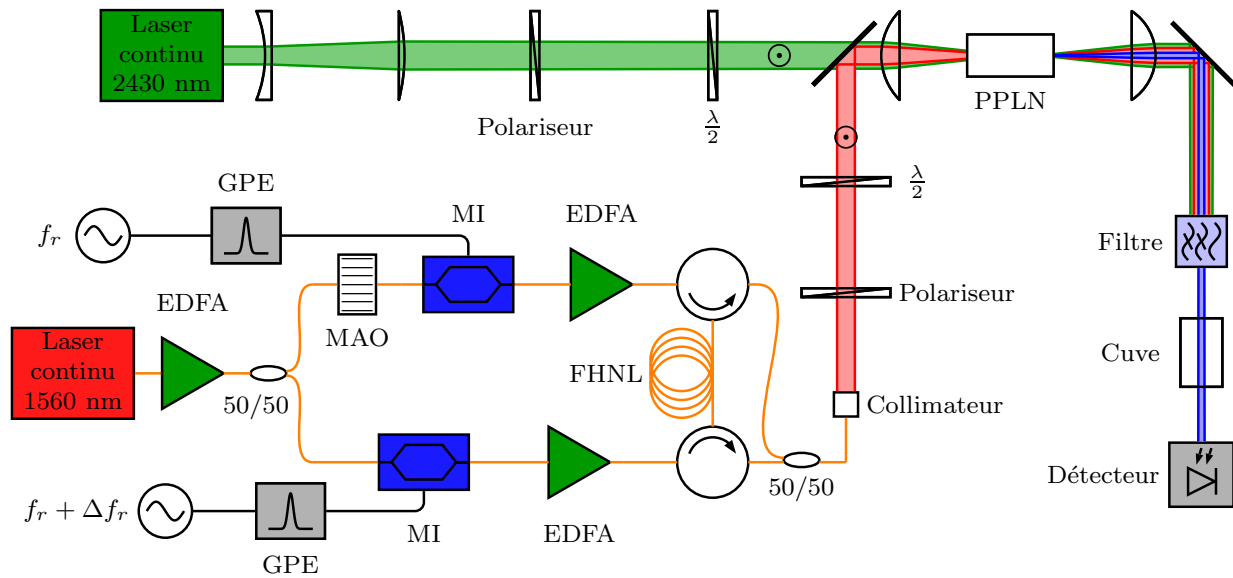 Laser
continu
2430 nm
Polariseur
λ/2
PPLN
λ/2
GPE
MI
EDFA
f_r
Filtre
EDFA
MAO
Polariseur
Laser
continu
1560 nm
50/50
FHNL
Cuve
Collimateur
f_r + Δf_r
MI
EDFA
50/50
Détecteur
GPE